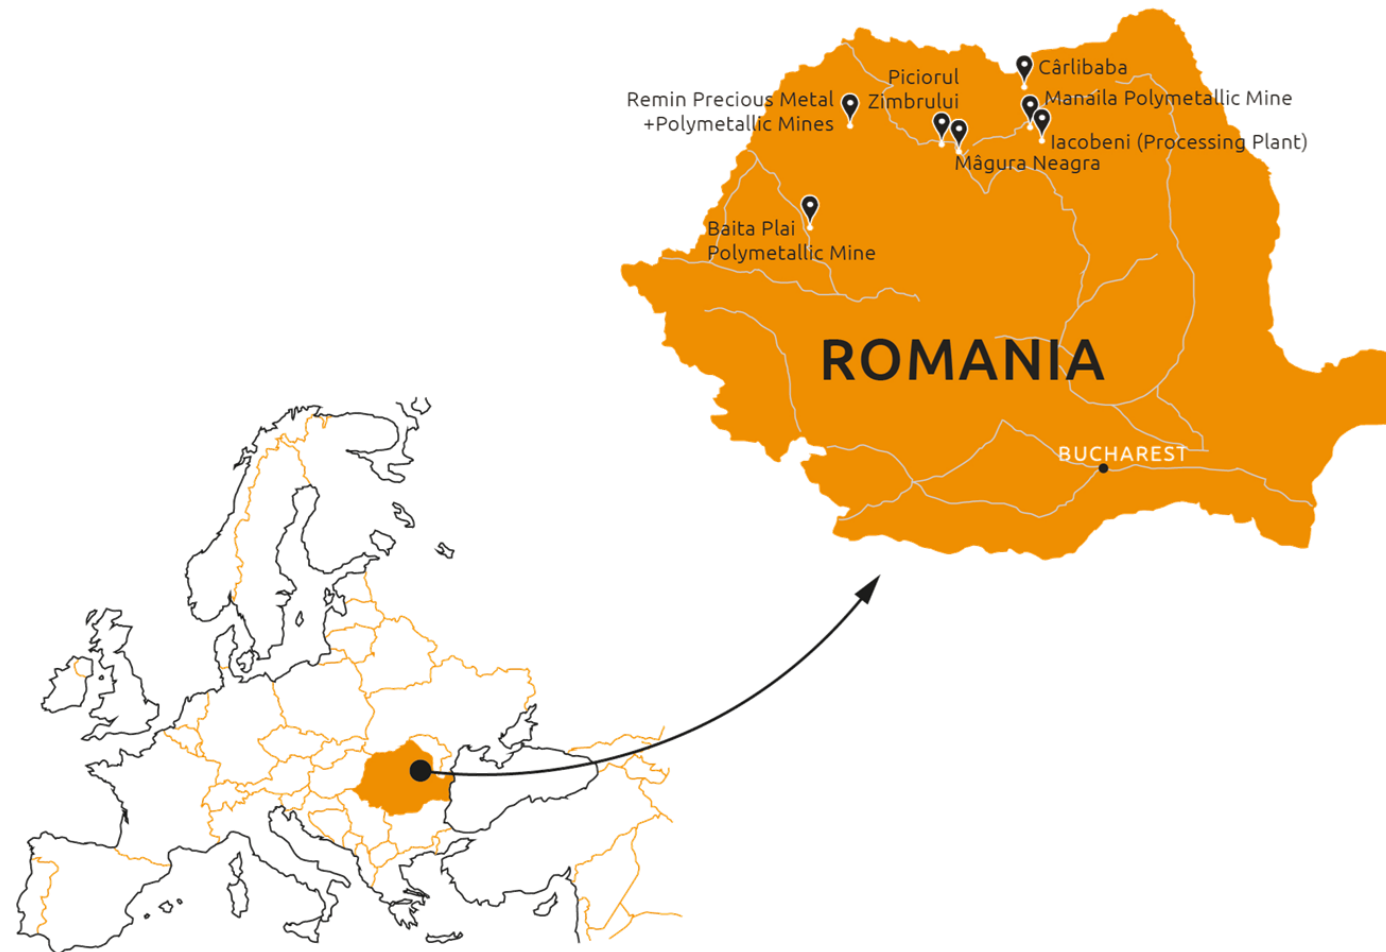 Cârlibaba
Piciorul
Zimbrului
Remin Precious Metal
+Polymetallic Mines
Manaila Polymetallic Mine
Iacobeni (Processing Plant)
Mâgura Neagra
Baita Plai
Polymetallic Mine
ROMANIA
BUCHAREST